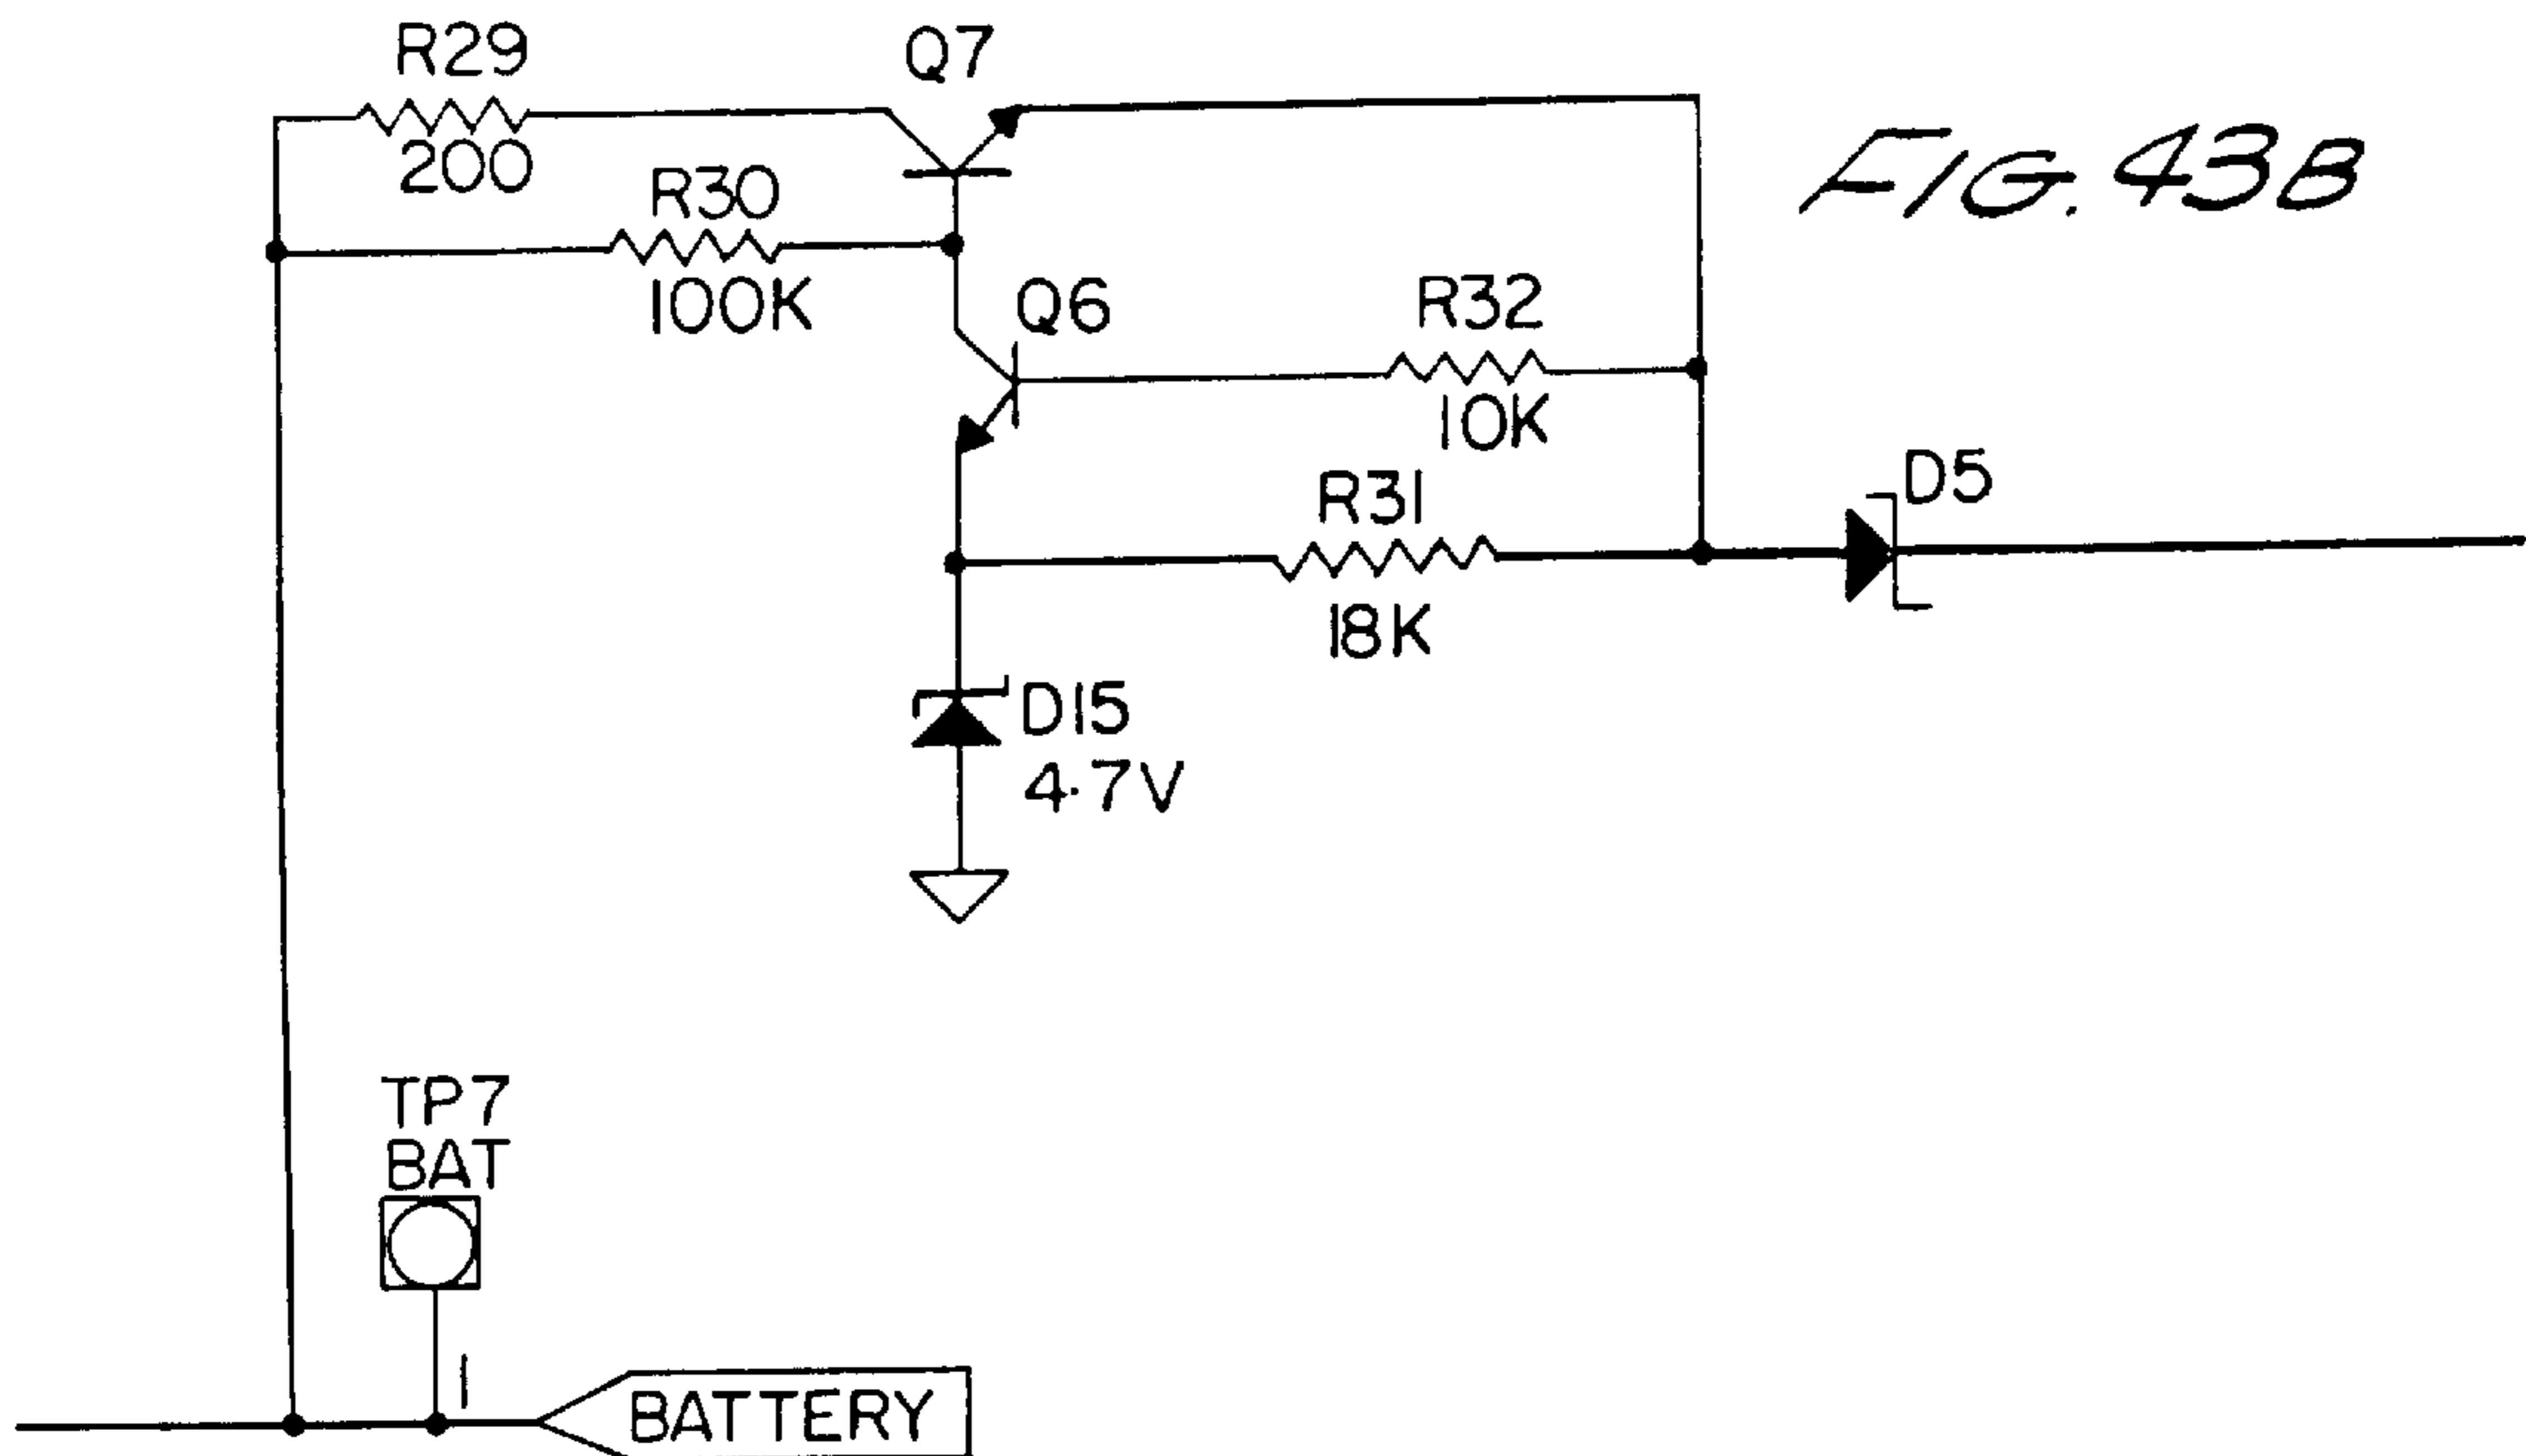 R29
200
Q7
FIG. 43B
R30
100K
Q6
R32
10K
R31
18K
D5
D15
4.7V
TP7
BAT
1
BATTERY